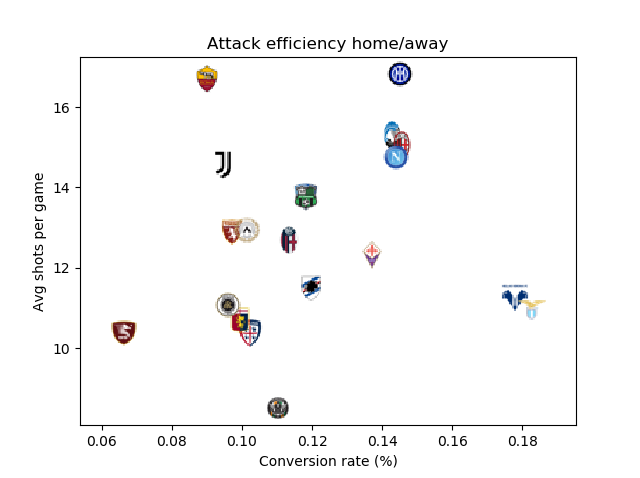 Attack efficiency home/away
Avg shots per game
16
14
12
10
0.06 0.08 0.10 0.12 0.14 0.16 0.18
Conversion rate (%)